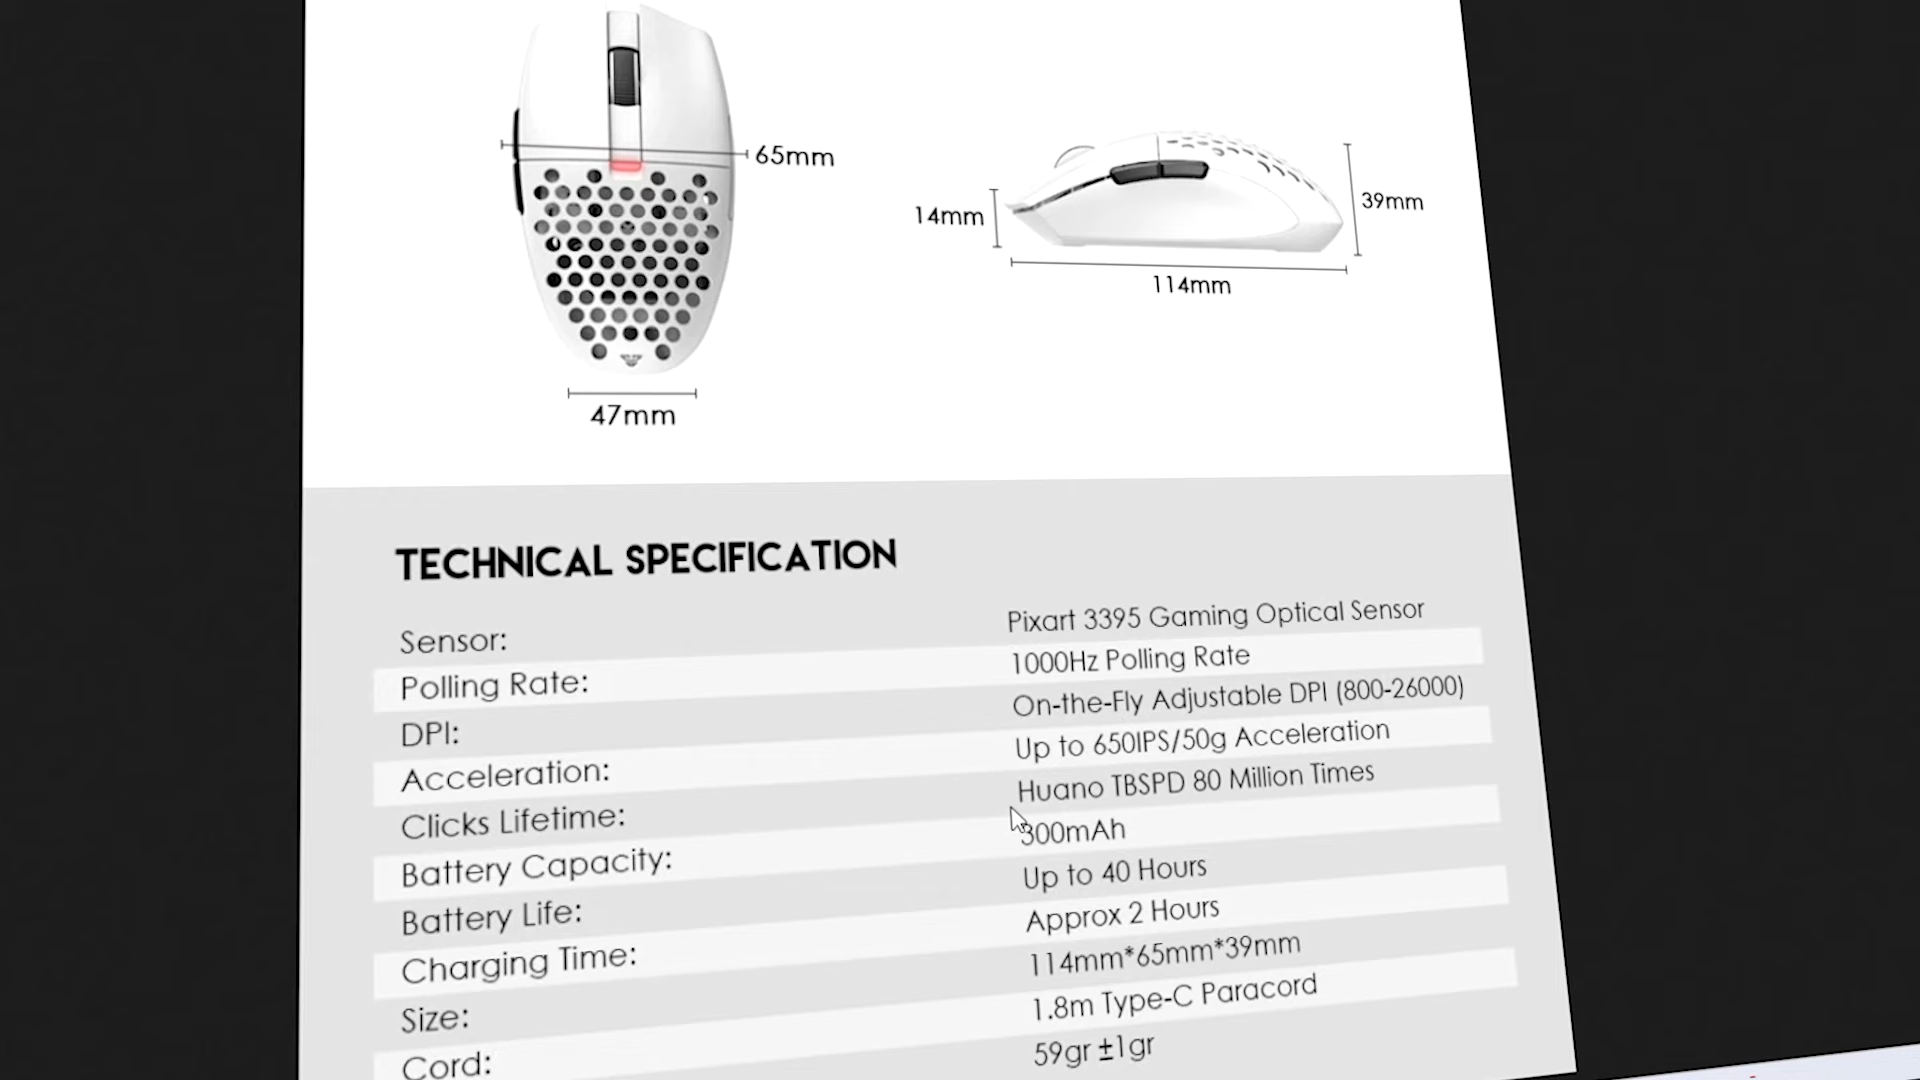 65mm
14mm
39mm
114mm
47mm
TECHNICAL SPECIFICATION
Sensor: Pixart 3395 Gaming Optical Sensor
Polling Rate: 1000Hz Polling Rate
DPI: On-the-Fly Adjustable DPI (800-26000)
Acceleration: Up to 650IPS/50g Acceleration
Clicks Lifetime: Huano TBSPD 80 Million Times
Battery Capacity: 300mAh
Battery Life: Up to 40 Hours
Charging Time: Approx 2 Hours
Size: 114mm*65mm*39mm
Cord: 1.8m Type-C Paracord
59gr ±1gr